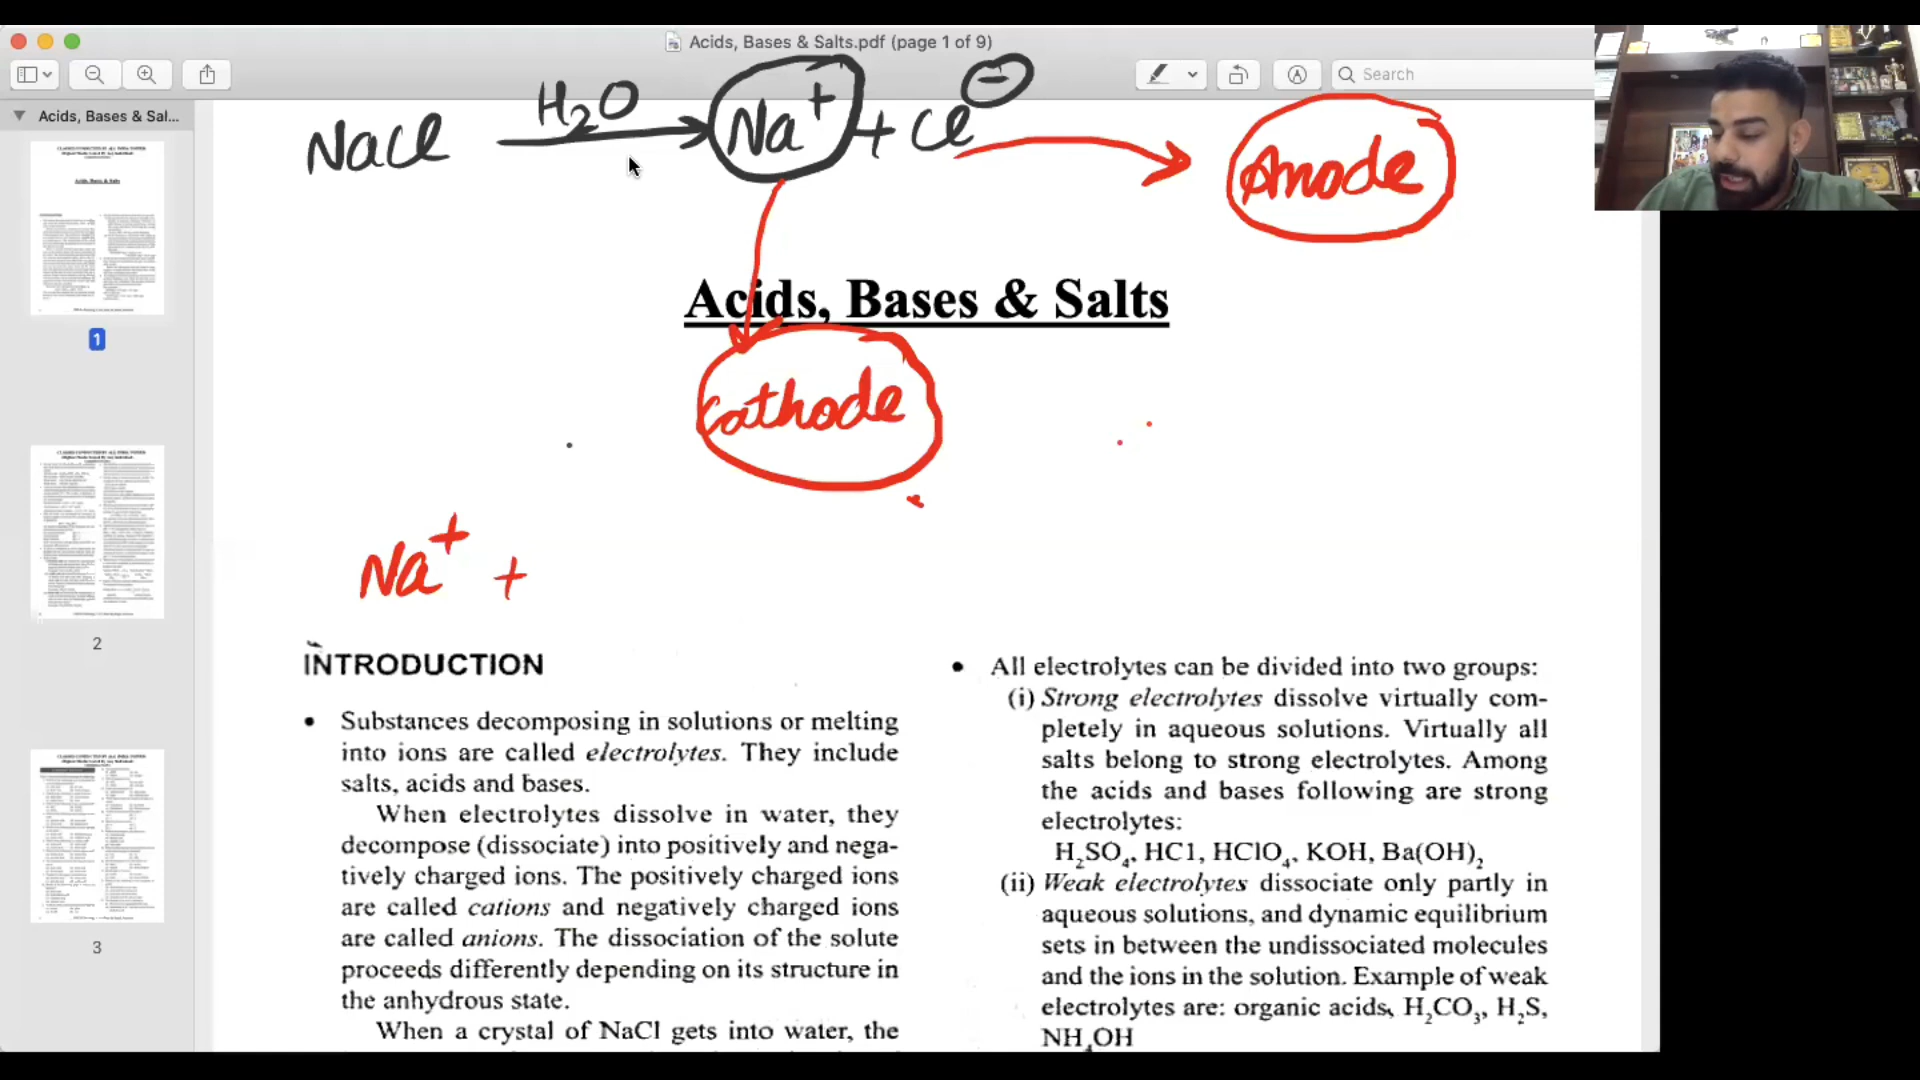 Acids, Bases & Salts.pdf (page 1 of 9)
Search
Acids, Bases & Sal...
1
2
3
NaCl H₂O → Na⁺ + Cl⁻ → Anode
Acids, Bases & Salts
Cathode
Na⁺ +
INTRODUCTION
• Substances decomposing in solutions or melting
into ions are called electrolytes. They include
salts, acids and bases.
When electrolytes dissolve in water, they
decompose (dissociate) into positively and nega-
tively charged ions. The positively charged ions
are called cations and negatively charged ions
are called anions. The dissociation of the solute
proceeds differently depending on its structure in
the anhydrous state.
When a crystal of NaCl gets into water, the
• All electrolytes can be divided into two groups:
(i) Strong electrolytes dissolve virtually com-
pletely in aqueous solutions. Virtually all
salts belong to strong electrolytes. Among
the acids and bases following are strong
electrolytes:
H₂SO₄, HC1, HClO₄, KOH, Ba(OH)₂
(ii) Weak electrolytes dissociate only partly in
aqueous solutions, and dynamic equilibrium
sets in between the undissociated molecules
and the ions in the solution. Example of weak
electrolytes are: organic acids, H₂CO₃, H₂S,
NH₄OH